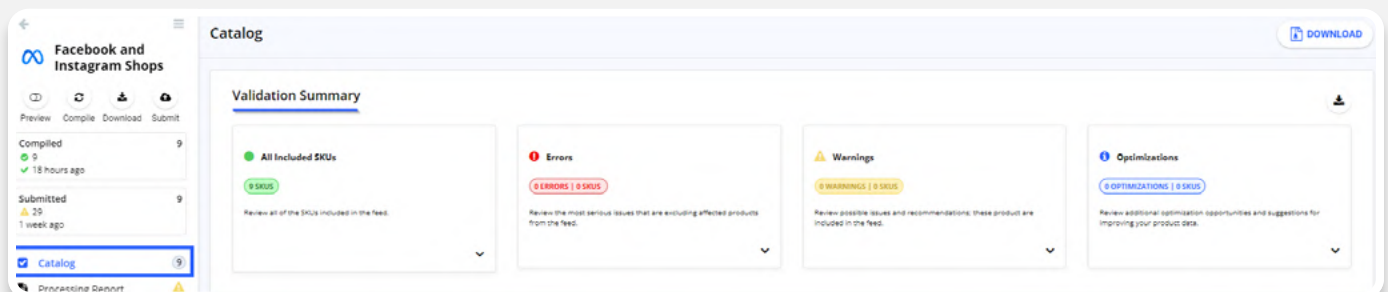 Facebook and
Instagram Shops
Preview Compile Download Submit
Compiled 9
9
18 hours ago
Submitted 9
29
1 week ago
Catalog 9
Processing Report
Catalog
DOWNLOAD
Validation Summary
All Included SKUs
9 SKUS
Review all of the SKUs included in the feed.
Errors
0 ERRORS | 0 SKUS
Review the most serious issues that are excluding affected products
from the feed.
Warnings
0 WARNINGS | 0 SKUS
Review possible issues and recommendations; these product are
included in the feed.
Optimizations
0 OPTIMIZATIONS | 0 SKUS
Review additional optimization opportunities and suggestions for
improving your product data.